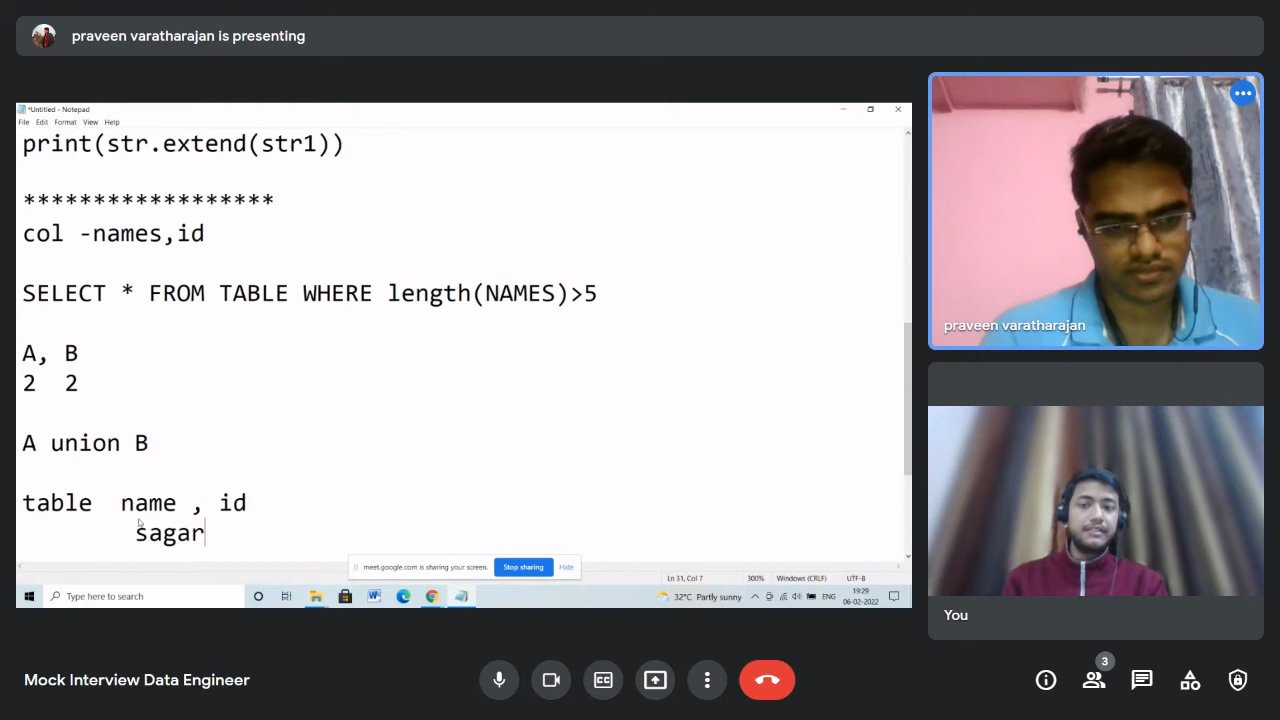 praveen varatharajan is presenting
*Untitled - Notepad
File Edit Format View Help
print(str.extend(str1))
******************
col -names,id
SELECT * FROM TABLE WHERE length(NAMES)>5
A, B
2 2
A union B
table name , id
sagar
meet.google.com is sharing your screen. Stop sharing Hide
Ln 31, Col 7 300% Windows (CRLF) UTF-8
Type here to search
32°C Partly sunny ENG 19:29
06-02-2022
praveen varatharajan
You
Mock Interview Data Engineer
3